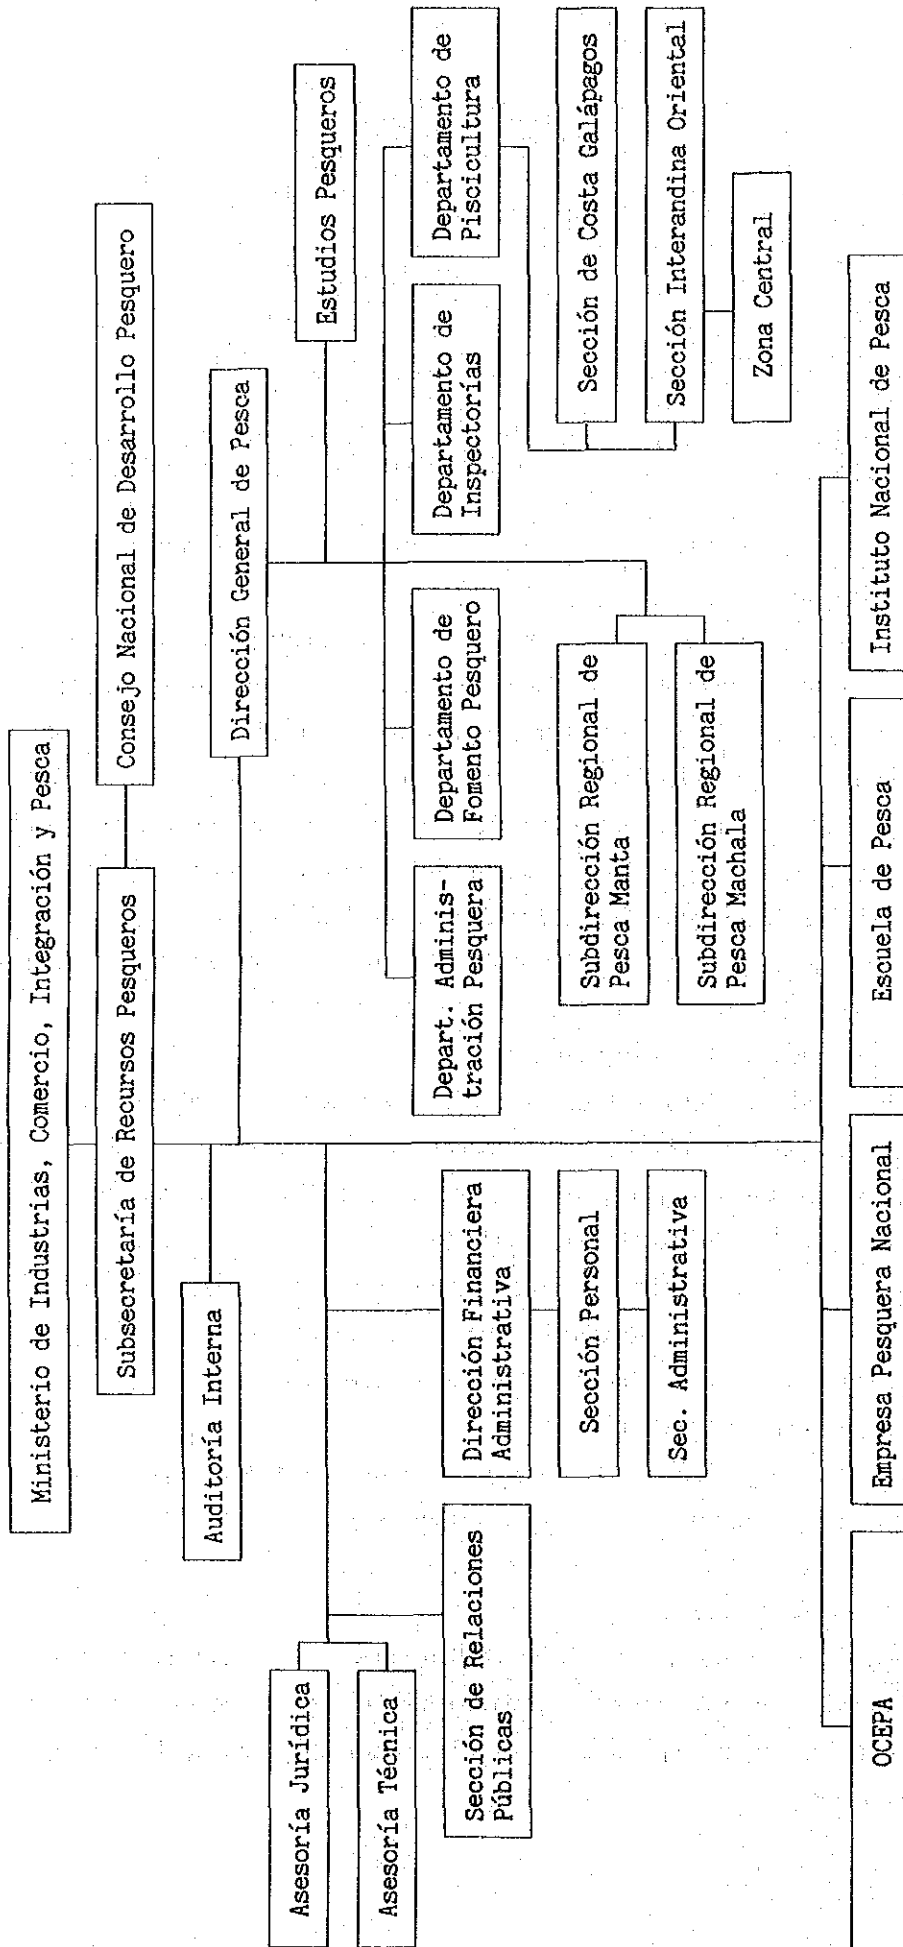 Ministerio de Industrias, Comercio, Integración y Pesca
Subsecretaría de Recursos Pesqueros
Consejo Nacional de Desarrollo Pesquero
Auditoría Interna
Dirección General de Pesca
Asesoría Jurídica
Asesoría Técnica
Estudios Pesqueros
Sección de Relaciones
Públicas
Dirección Financiera
Administrativa
Sección Personal
Sec. Administrativa
Depart. Adminis-
tración Pesquera
Departamento de
Fomento Pesquero
Departamento de
Inspectorías
Departamento de
Piscicultura
Subdirección Regional de
Pesca Manta
Subdirección Regional de
Pesca Machala
Sección de Costa Galápagos
Sección Interandina Oriental
Zona Central
OCEPA
Empresa Pesquera Nacional
Escuela de Pesca
Instituto Nacional de Pesca